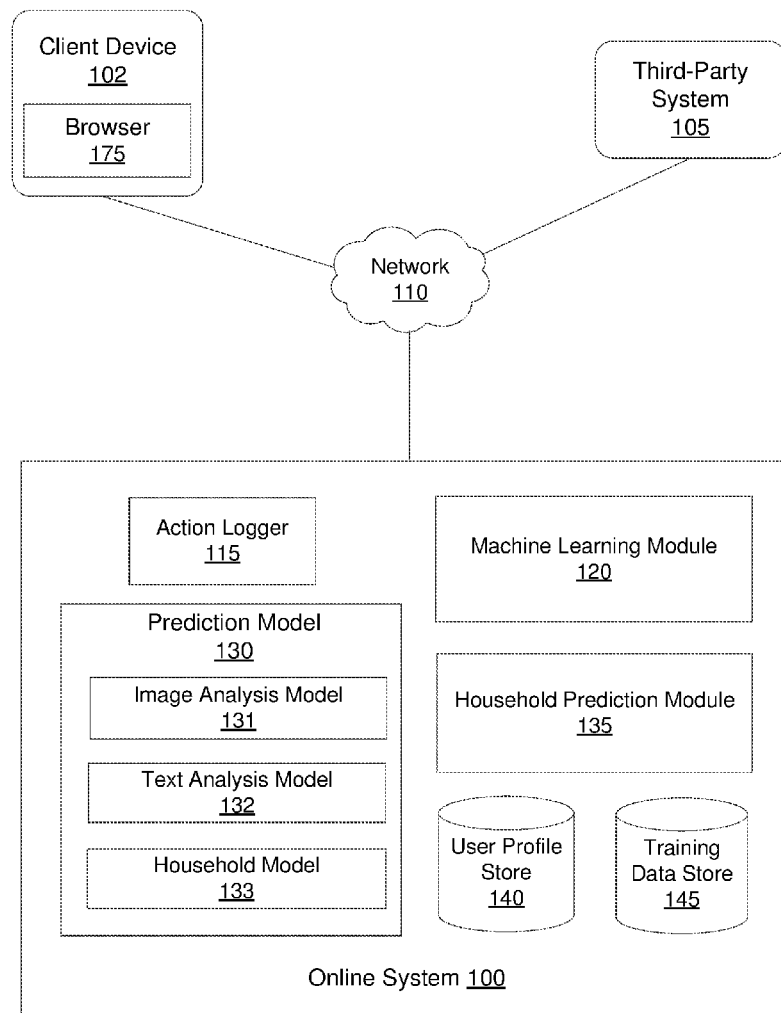 Client Device
102
Browser
175
Third-Party
System
105
Network
110
Action Logger
115
Machine Learning Module
120
Prediction Model
130
Image Analysis Model
131
Text Analysis Model
132
Household Model
133
Household Prediction Module
135
User Profile
Store
140
Training
Data Store
145
Online System 100